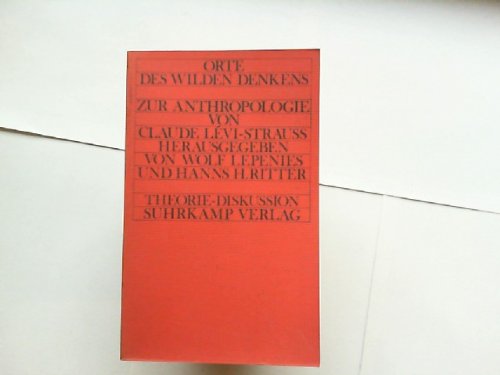 ORTE
DES WILDEN DENKENS
ZUR ANTHROPOLOGIE
VON
CLAUDE LÉVI-STRAUSS
HERAUSGEGEBEN
VON WOLF LEPENIES
UND HANNS H. RITTER
THEORIE-DISKUSSION
SUHRKAMP VERLAG